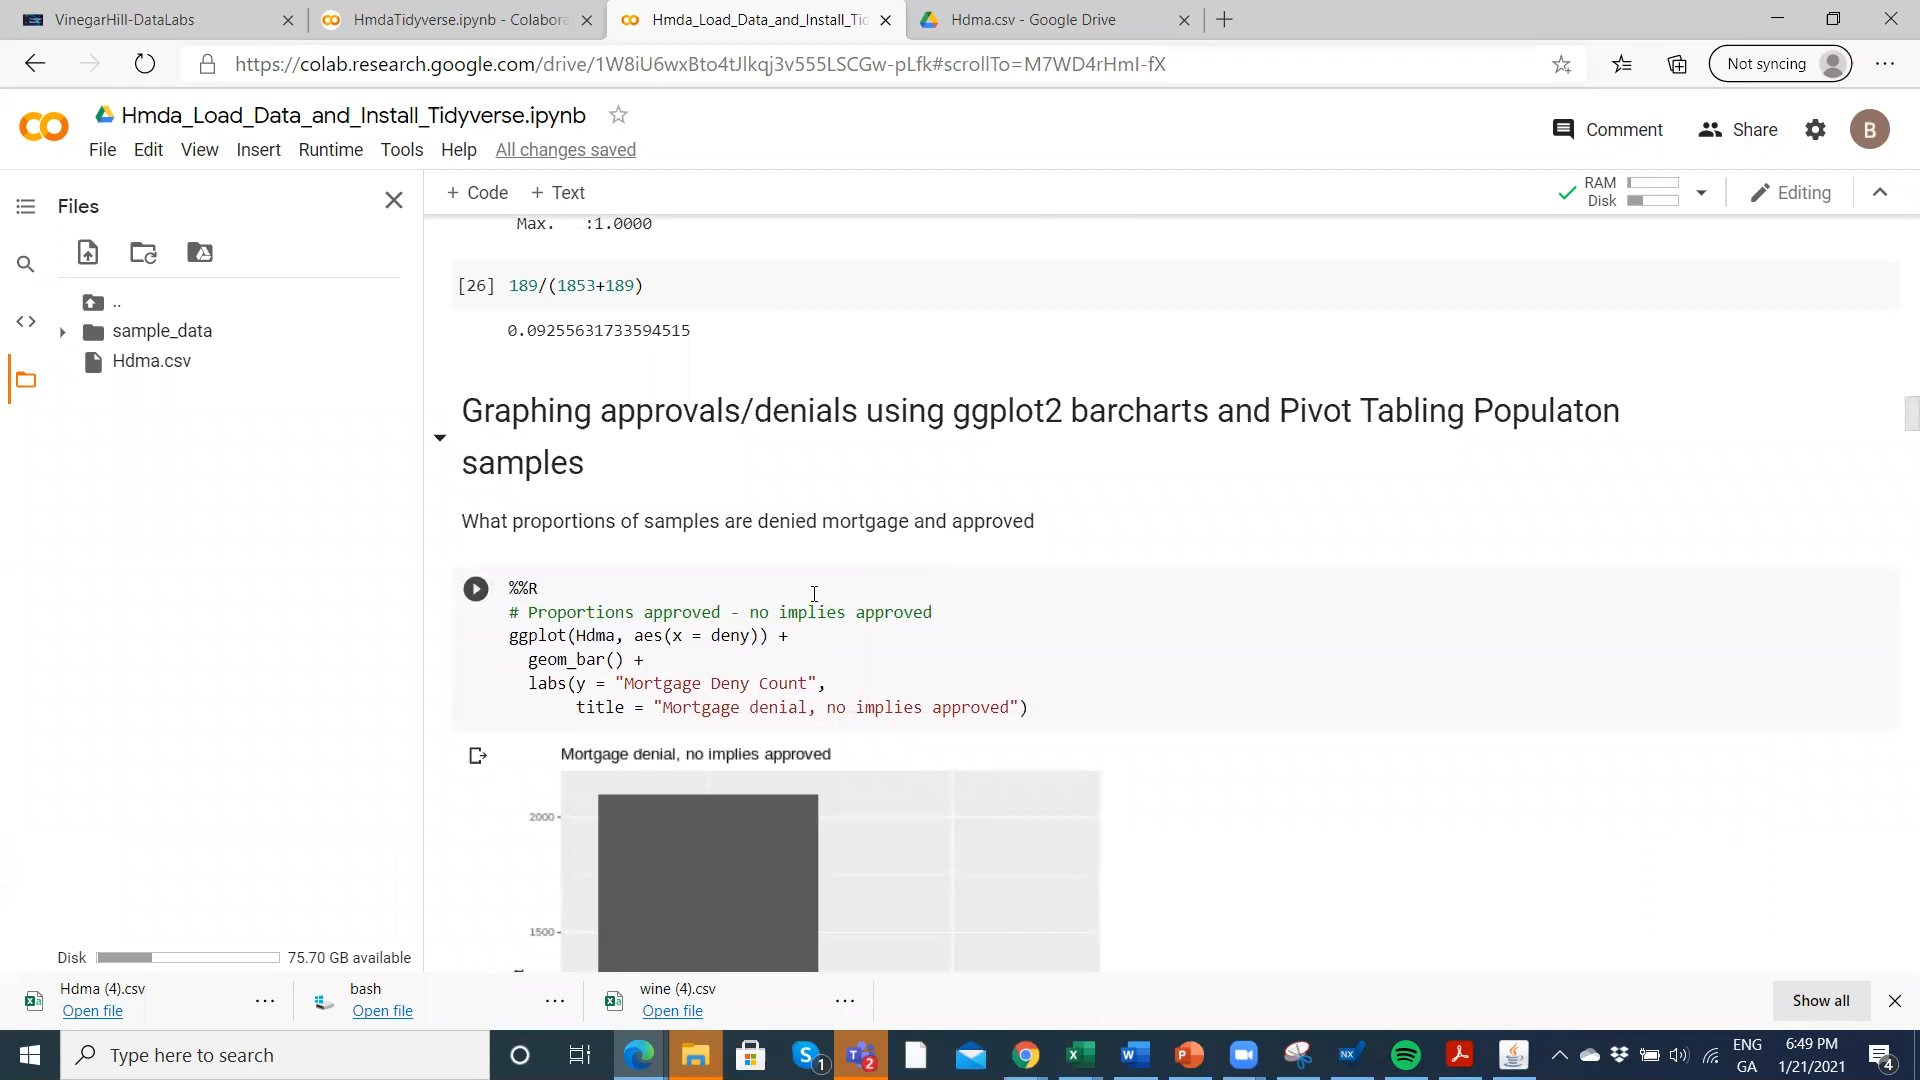 VinegarHill-DataLabs
HmdaTidyverse.ipynb - Colabora
Hmda_Load_Data_and_Install_Tid
Hdma.csv - Google Drive
https://colab.research.google.com/drive/1W8iU6wxBto4tJlkqj3v555LSCGw-pLfk#scrollTo=M7WD4rHmI-fX
Not syncing
Hmda_Load_Data_and_Install_Tidyverse.ipynb
Comment
Share
B
File Edit View Insert Runtime Tools Help All changes saved
Files
+ Code + Text
RAM
Disk
Editing
..
sample_data
Hdma.csv
Max. :1.0000
[26] 189/(1853+189)
0.09255631733594515
Graphing approvals/denials using ggplot2 barcharts and Pivot Tabling Populaton
samples
What proportions of samples are denied mortgage and approved
%%R
# Proportions approved - no implies approved
ggplot(Hdma, aes(x = deny)) +
geom_bar() +
labs(y = "Mortgage Deny Count",
title = "Mortgage denial, no implies approved")
Mortgage denial, no implies approved
2000
1500
Disk 75.70 GB available
Hdma (4).csv
Open file
bash
Open file
wine (4).csv
Open file
Show all
Type here to search
1
2
NX
ENG
GA
6:49 PM
1/21/2021
4